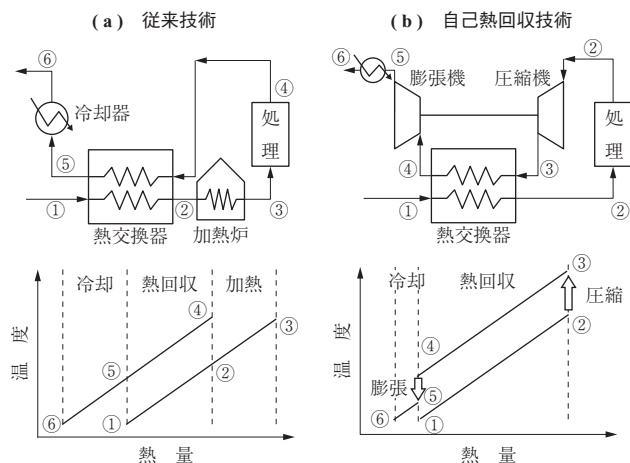 (a) 従来技術
⑥
冷却器
⑤
④
処理
①
②
③
熱交換器
加熱炉
冷却
熱回収
加熱
温度
④
③
⑤
②
⑥
①
熱量
(b) 自己熱回収技術
⑥
⑤
膨張機
圧縮機
②
処理
④
③
①
②
熱交換器
冷却
熱回収
③
圧縮
②
温度
④
膨張
⑤
⑥
①
熱量